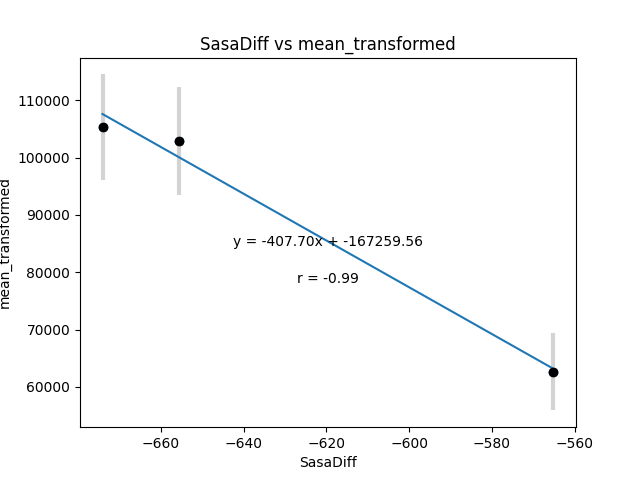 SasaDiff vs mean_transformed
110000
100000
90000
80000
70000
60000
mean_transformed
y = -407.70x + -167259.56
r = -0.99
−660
−640
−620
−600
−580
−560
SasaDiff